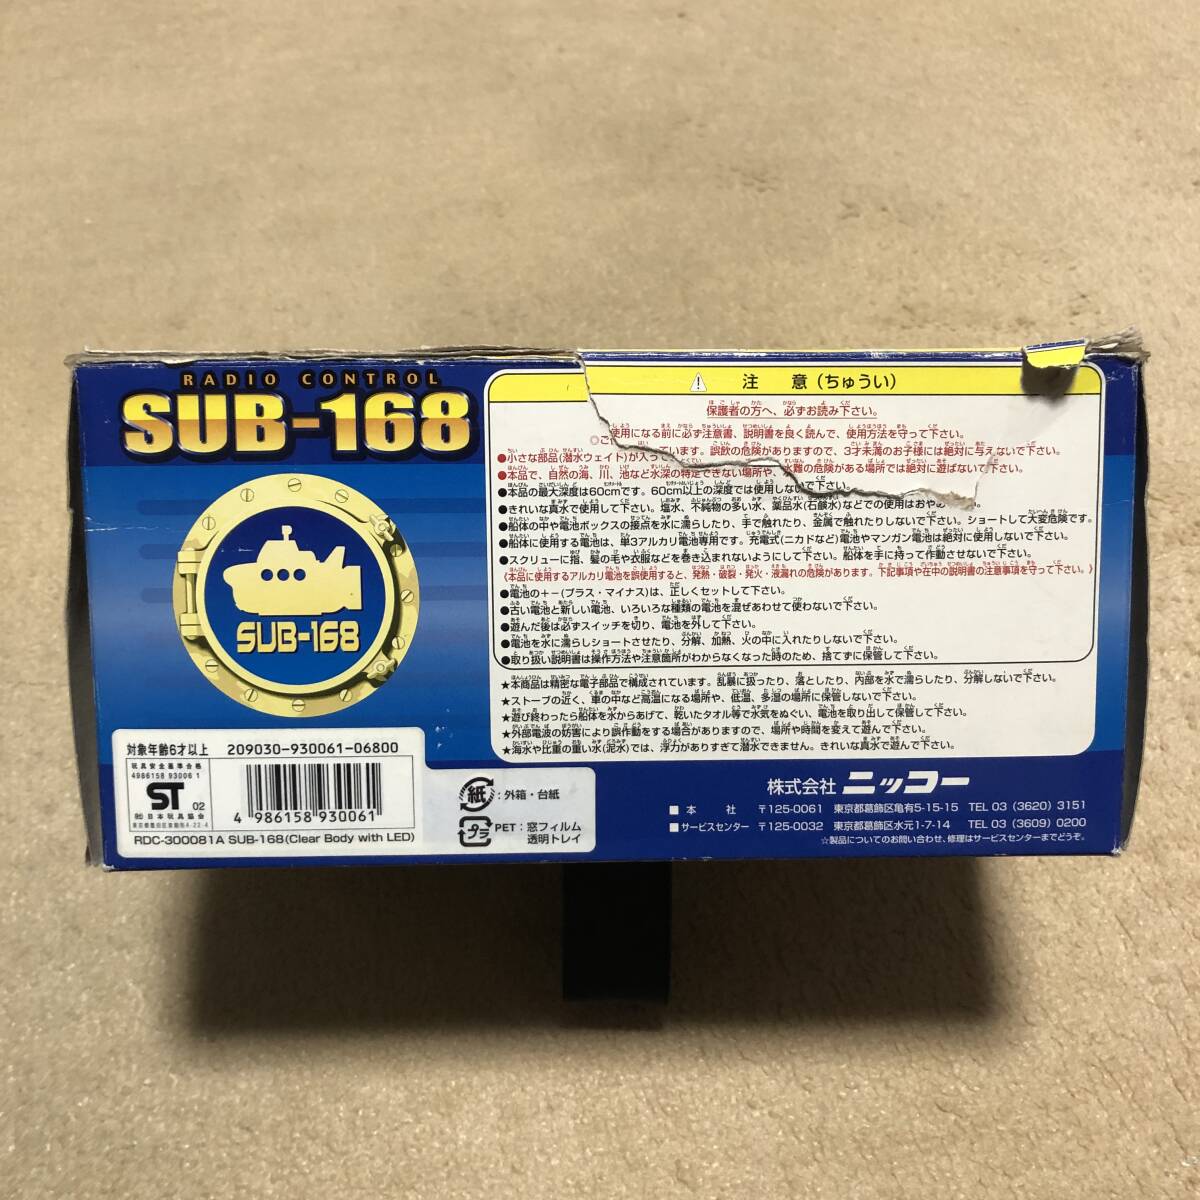 RADIO CONTROL
SUB-168
SUB-168
対象年齢6才以上 209030-930061-06800
玩具安全基準合格
4986158 93006 1
ST 02
㈳日本玩具協会
東京都墨田区東駒形4-22-4
4 986158 930061
RDC-300081A SUB-168(Clear Body with LED)
紙 :外箱・台紙
プラ PET:窓フィルム
透明トレイ
⚠ 注 意(ちゅうい)
保護者の方へ、必ずお読み下さい。
使用になる前に必ず注意書、説明書を良く読んで、使用方法を守って下さい。
●小さな部品(潜水ウェイト)が入って います。誤飲の危険がありますので、3才未満のお子様には絶対に与えないで下さい。
●本品で、自然の海、川、池など水深の特定できない場所や、水難の危険がある場所では絶対に遊ばないで下さい。
●本品の最大深度は60cmです。60cm以上の深度では使用しないで下さい。
●きれいな真水で使用して下さい。塩水、不純物の多い水、薬品水(石鹸水)などでの使用はおやめ下さい。
●船体の中や電池ボックスの接点を水に濡らしたり、手で触れたり、金属で触れたりしないで下さい。ショートして大変危険です。
●船体に使用する電池は、単3アルカリ電池専用です。充電式(ニカドなど)電池やマンガン電池は絶対に使用しないで下さい。
●スクリューに指、髪の毛や衣服などを巻き込まれないようにして下さい。船体を手に持って作動させないで下さい。
《本品に使用するアルカリ電池を誤使用すると、発熱・破裂・発火・液漏れの危険があります。下記事項や在中の説明書の注意事項を守って下さい。》
●電池の+−(プラス・マイナス)は、正しくセットして下さい。
●古い電池と新しい電池、いろいろな種類の電池を混ぜあわせて使わないで下さい。
●遊んだ後は必ずスイッチを切り、電池を外して下さい。
●電池を水に濡らしショートさせたり、分解、加熱、火の中に入れたりしないで下さい。
●取り扱い説明書は操作方法や注意箇所がわからなくなった時のため、捨てずに保管して下さい。
★本商品は精密な電子部品で構成されています。乱暴に扱ったり、落としたり、内部を水で濡らしたり、分解しないで下さい。
★ストーブの近く、車の中など高温になる場所や、低温、多湿の場所に保管しないで下さい。
★遊び終わったら船体を水からあげて、乾いたタオル等で水気をぬぐい、電池を取り出して保管して下さい。
★外部電波の妨害により誤作動をする場合がありますので、場所や時間を変えて遊んで下さい。
★海水や比重の重い水(泥水)では、浮力がありすぎて潜水できません。きれいな真水で遊んで下さい。
株式会社 ニッコー
■ 本 社 〒125-0061 東京都葛飾区亀有5-15-15 TEL 03 (3620) 3151
■ サービスセンター 〒125-0032 東京都葛飾区水元1-7-14 TEL 03 (3609) 0200
☆製品についてのお問い合わせ、修理はサービスセンターまでどうぞ。